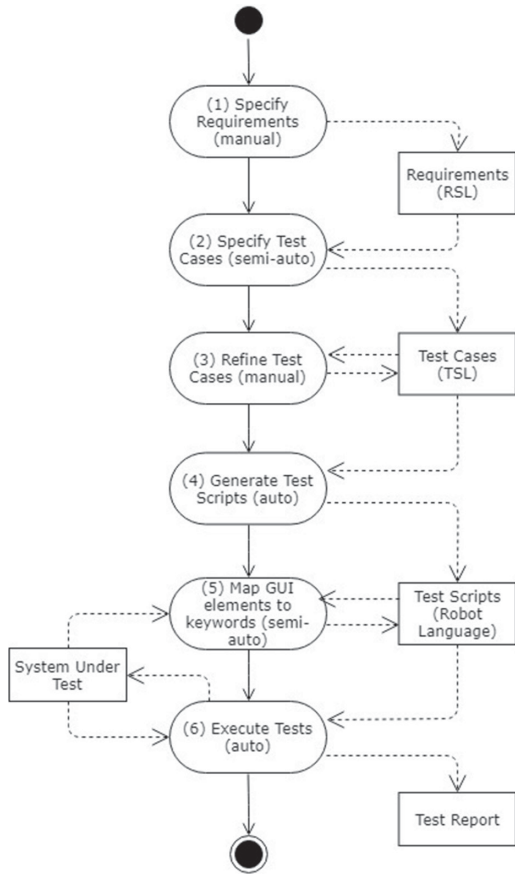 (1) Specify
Requirements
(manual)
Requirements
(RSL)
(2) Specify Test
Cases (semi-auto)
(3) Refine Test
Cases (manual)
Test Cases
(TSL)
(4) Generate Test
Scripts (auto)
(5) Map GUI
elements to
keywords (semi-
auto)
Test Scripts
(Robot
Language)
System Under
Test
(6) Execute Tests
(auto)
Test Report